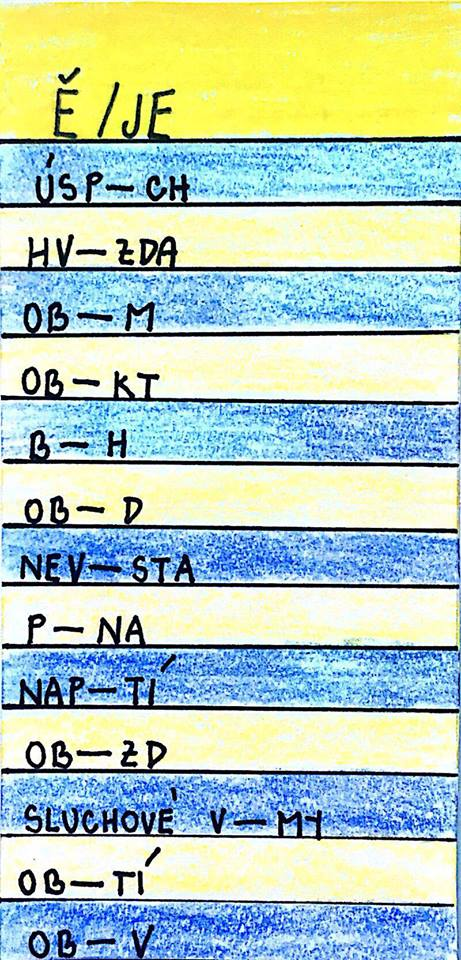 Ě/JE
ÚSP—CH
HV—ZDA
OB—M
OB—KT
B—H
OB—D
NEV—STA
P—NA
NAP—TÍ
OB—ZD
SLUCHOVÉ V—MY
OB—TÍ
OB—V